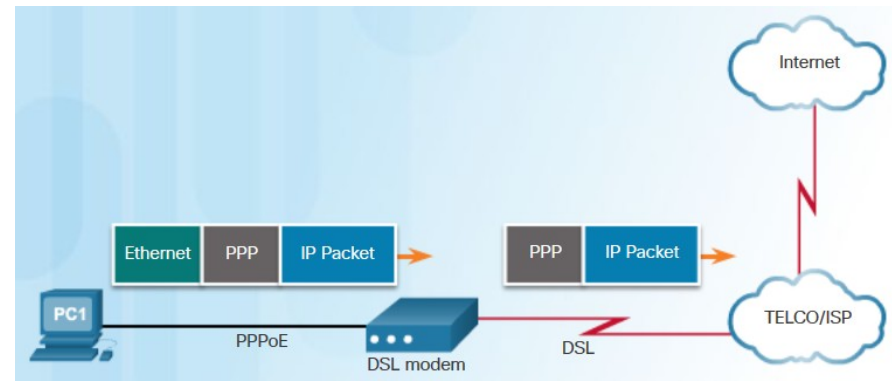 Internet
Ethernet PPP IP Packet
PPP IP Packet
PC1
PPPoE
DSL modem
DSL
TELCO/ISP